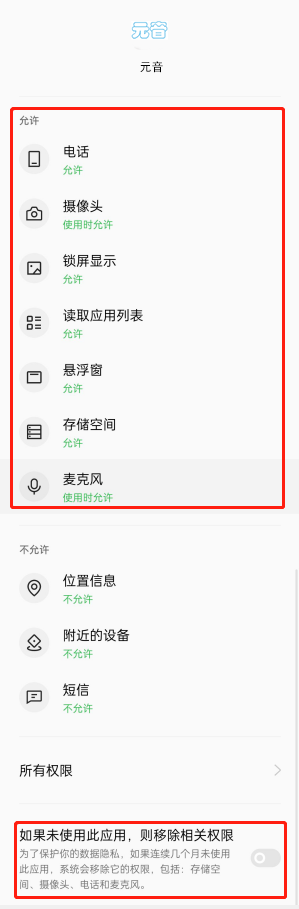 元音
元音
允许
电话
允许
摄像头
使用时允许
锁屏显示
允许
读取应用列表
允许
悬浮窗
允许
存储空间
允许
麦克风
使用时允许
不允许
位置信息
不允许
附近的设备
不允许
短信
不允许
所有权限
如果未使用此应用，则移除相关权限
为了保护你的数据隐私，如果连续几个月未使用
此应用，系统会移除它的权限，包括：存储空
间、摄像头、电话和麦克风。